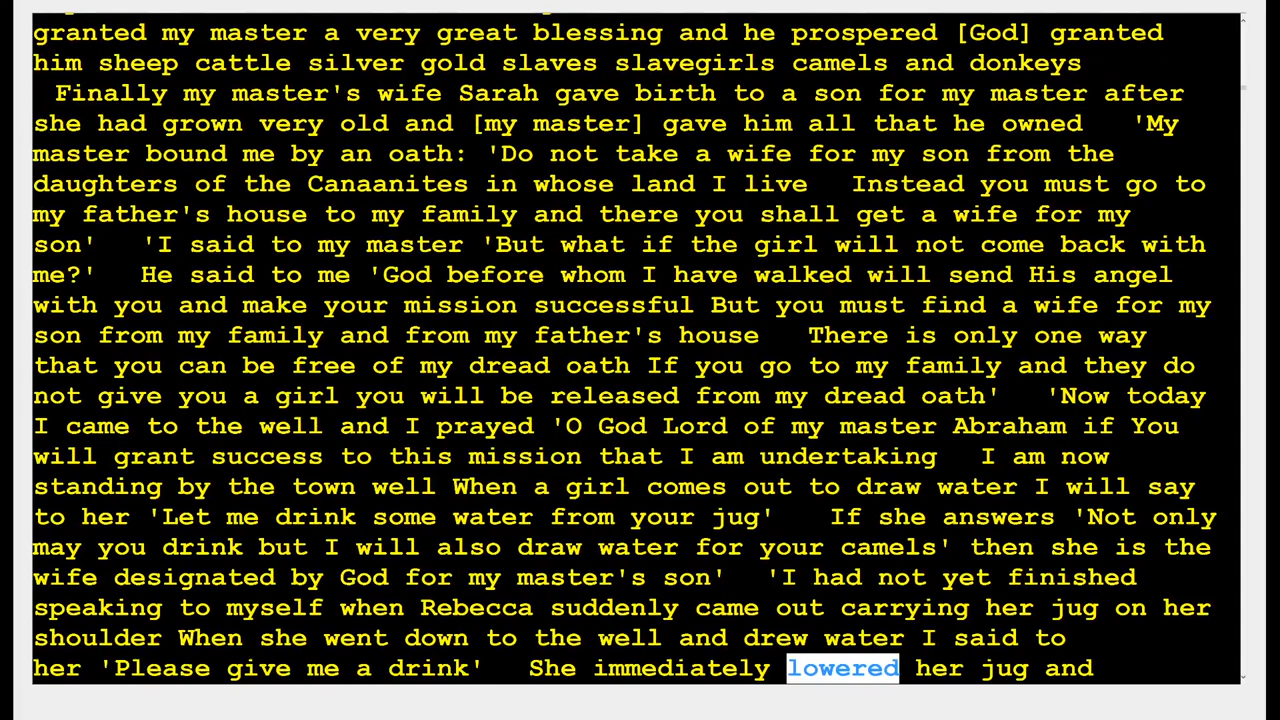 granted my master a very great blessing and he prospered [God] granted
him sheep cattle silver gold slaves slavegirls camels and donkeys
Finally my master's wife Sarah gave birth to a son for my master after
she had grown very old and [my master] gave him all that he owned 'My
master bound me by an oath: 'Do not take a wife for my son from the
daughters of the Canaanites in whose land I live Instead you must go to
my father's house to my family and there you shall get a wife for my
son' 'I said to my master 'But what if the girl will not come back with
me?' He said to me 'God before whom I have walked will send His angel
with you and make your mission successful But you must find a wife for my
son from my family and from my father's house There is only one way
that you can be free of my dread oath If you go to my family and they do
not give you a girl you will be released from my dread oath' 'Now today
I came to the well and I prayed 'O God Lord of my master Abraham if You
will grant success to this mission that I am undertaking I am now
standing by the town well When a girl comes out to draw water I will say
to her 'Let me drink some water from your jug' If she answers 'Not only
may you drink but I will also draw water for your camels' then she is the
wife designated by God for my master's son' 'I had not yet finished
speaking to myself when Rebecca suddenly came out carrying her jug on her
shoulder When she went down to the well and drew water I said to
her 'Please give me a drink' She immediately lowered her jug and